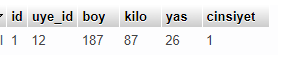 id uye_id boy kilo yas cinsiyet
1 12 187 87 26 1